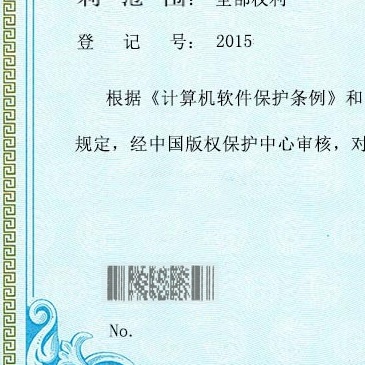 利 范 围： 全部权利
登 记 号： 2015
根据《计算机软件保护条例》和
规定，经中国版权保护中心审核，对
No.